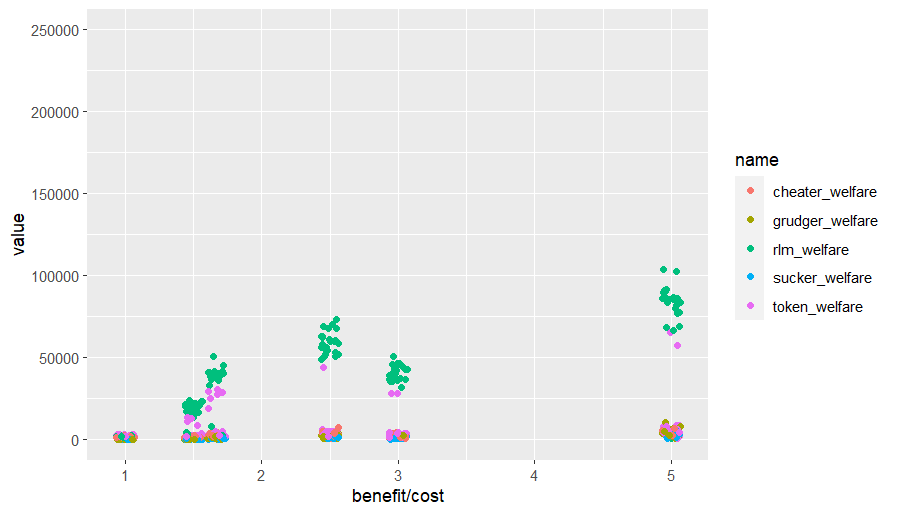 250000
200000
150000
100000
50000
0
value
1
2
3
4
5
benefit/cost
name
cheater_welfare
grudger_welfare
rlm_welfare
sucker_welfare
token_welfare